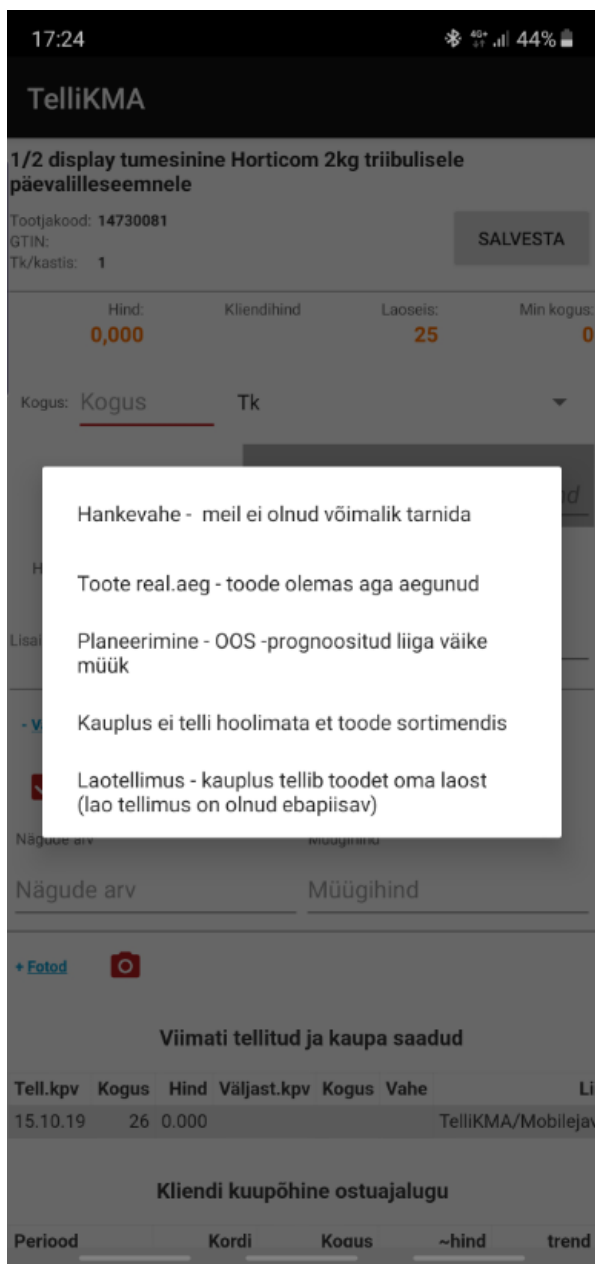 17:24
4G+ 44%
TelliKMA
1/2 display tumesinine Horticom 2kg triibulisele
päevalilleseemnele
Tootjakood: 14730081
GTIN:
Tk/kastis: 1
SALVESTA
Hind: Kliendihind Laoseis: Min kogus:
0,000 25 0
Kogus: Kogus Tk
Hankevahe - meil ei olnud võimalik tarnida
Toote real.aeg - toode olemas aga aegunud
Planeerimine - OOS -prognoositud liiga väike
müük
Kauplus ei telli hoolimata et toode sortimendis
Laotellimus - kauplus tellib toodet oma laost
(lao tellimus on olnud ebapiisav)
Nägude arv Müügihind
Nägude arv Müügihind
+ Fotod
Viimati tellitud ja kaupa saadud
Tell.kpv Kogus Hind Väljast.kpv Kogus Vahe
15.10.19 26 0.000 TelliKMA/Mobilejav
Kliendi kuupõhine ostuajalugu
Periood Kordi Kogus ~hind trend